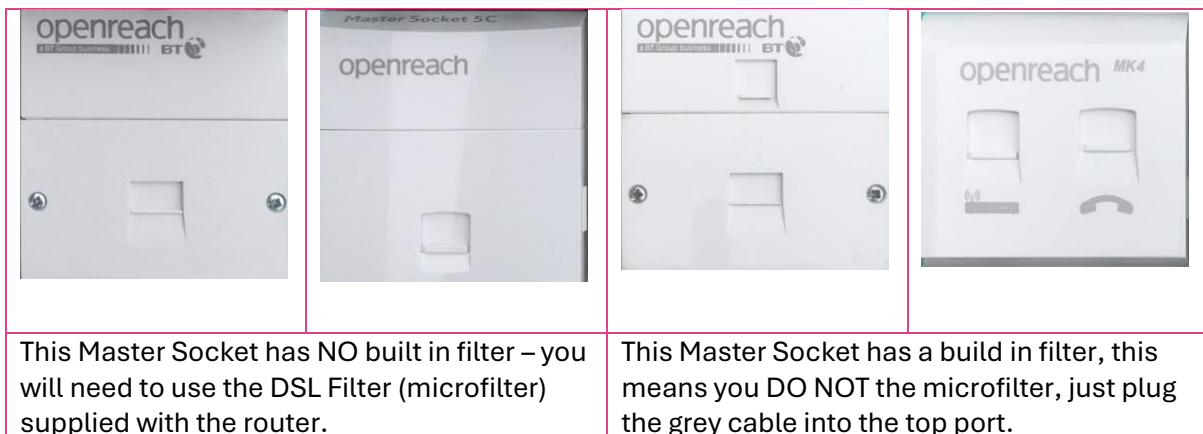 openreach
a BT Group business BT
Master Socket 5C
openreach
openreach
a BT Group business BT
openreach MK4
This Master Socket has NO built in filter – you
will need to use the DSL Filter (microfilter)
supplied with the router.
This Master Socket has a build in filter, this
means you DO NOT the microfilter, just plug
the grey cable into the top port.